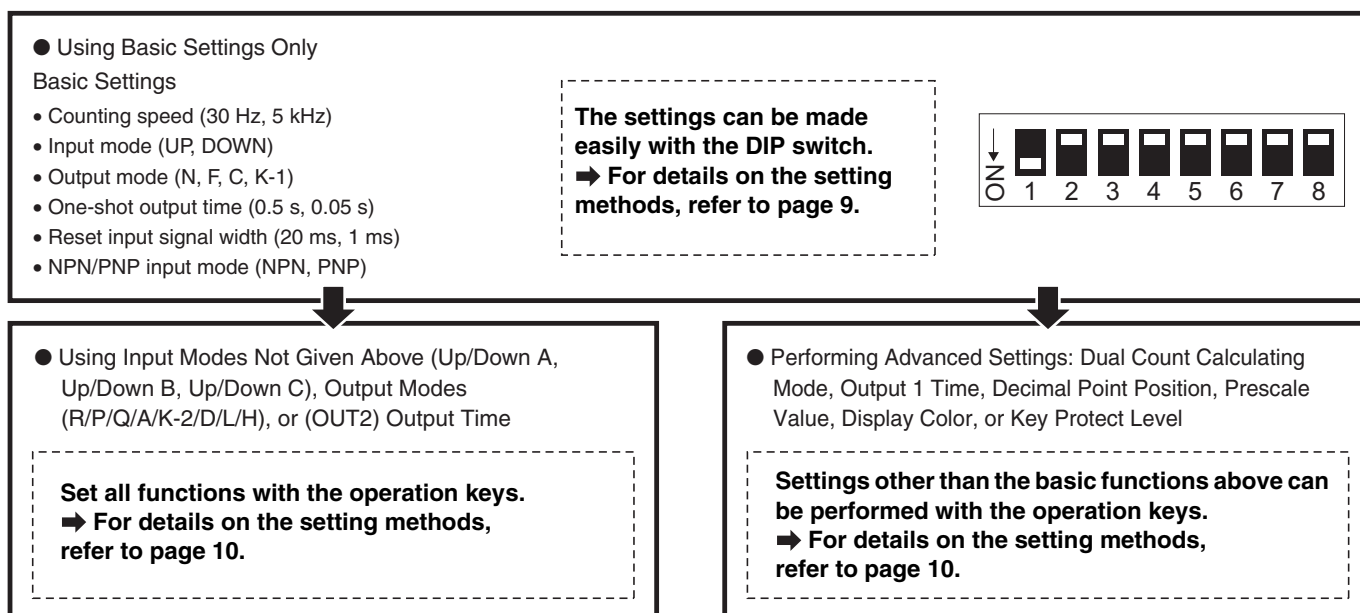 ● Using Basic Settings Only
Basic Settings
• Counting speed (30 Hz, 5 kHz)
• Input mode (UP, DOWN)
• Output mode (N, F, C, K-1)
• One-shot output time (0.5 s, 0.05 s)
• Reset input signal width (20 ms, 1 ms)
• NPN/PNP input mode (NPN, PNP)
The settings can be made
easily with the DIP switch.
➡ For details on the setting
methods, refer to page 9.
ON
1 2 3 4 5 6 7 8
● Using Input Modes Not Given Above (Up/Down A,
Up/Down B, Up/Down C), Output Modes
(R/P/Q/A/K-2/D/L/H), or (OUT2) Output Time
Set all functions with the operation keys.
➡ For details on the setting methods,
refer to page 10.
● Performing Advanced Settings: Dual Count Calculating
Mode, Output 1 Time, Decimal Point Position, Prescale
Value, Display Color, or Key Protect Level
Settings other than the basic functions above can
be performed with the operation keys.
➡ For details on the setting methods,
refer to page 10.